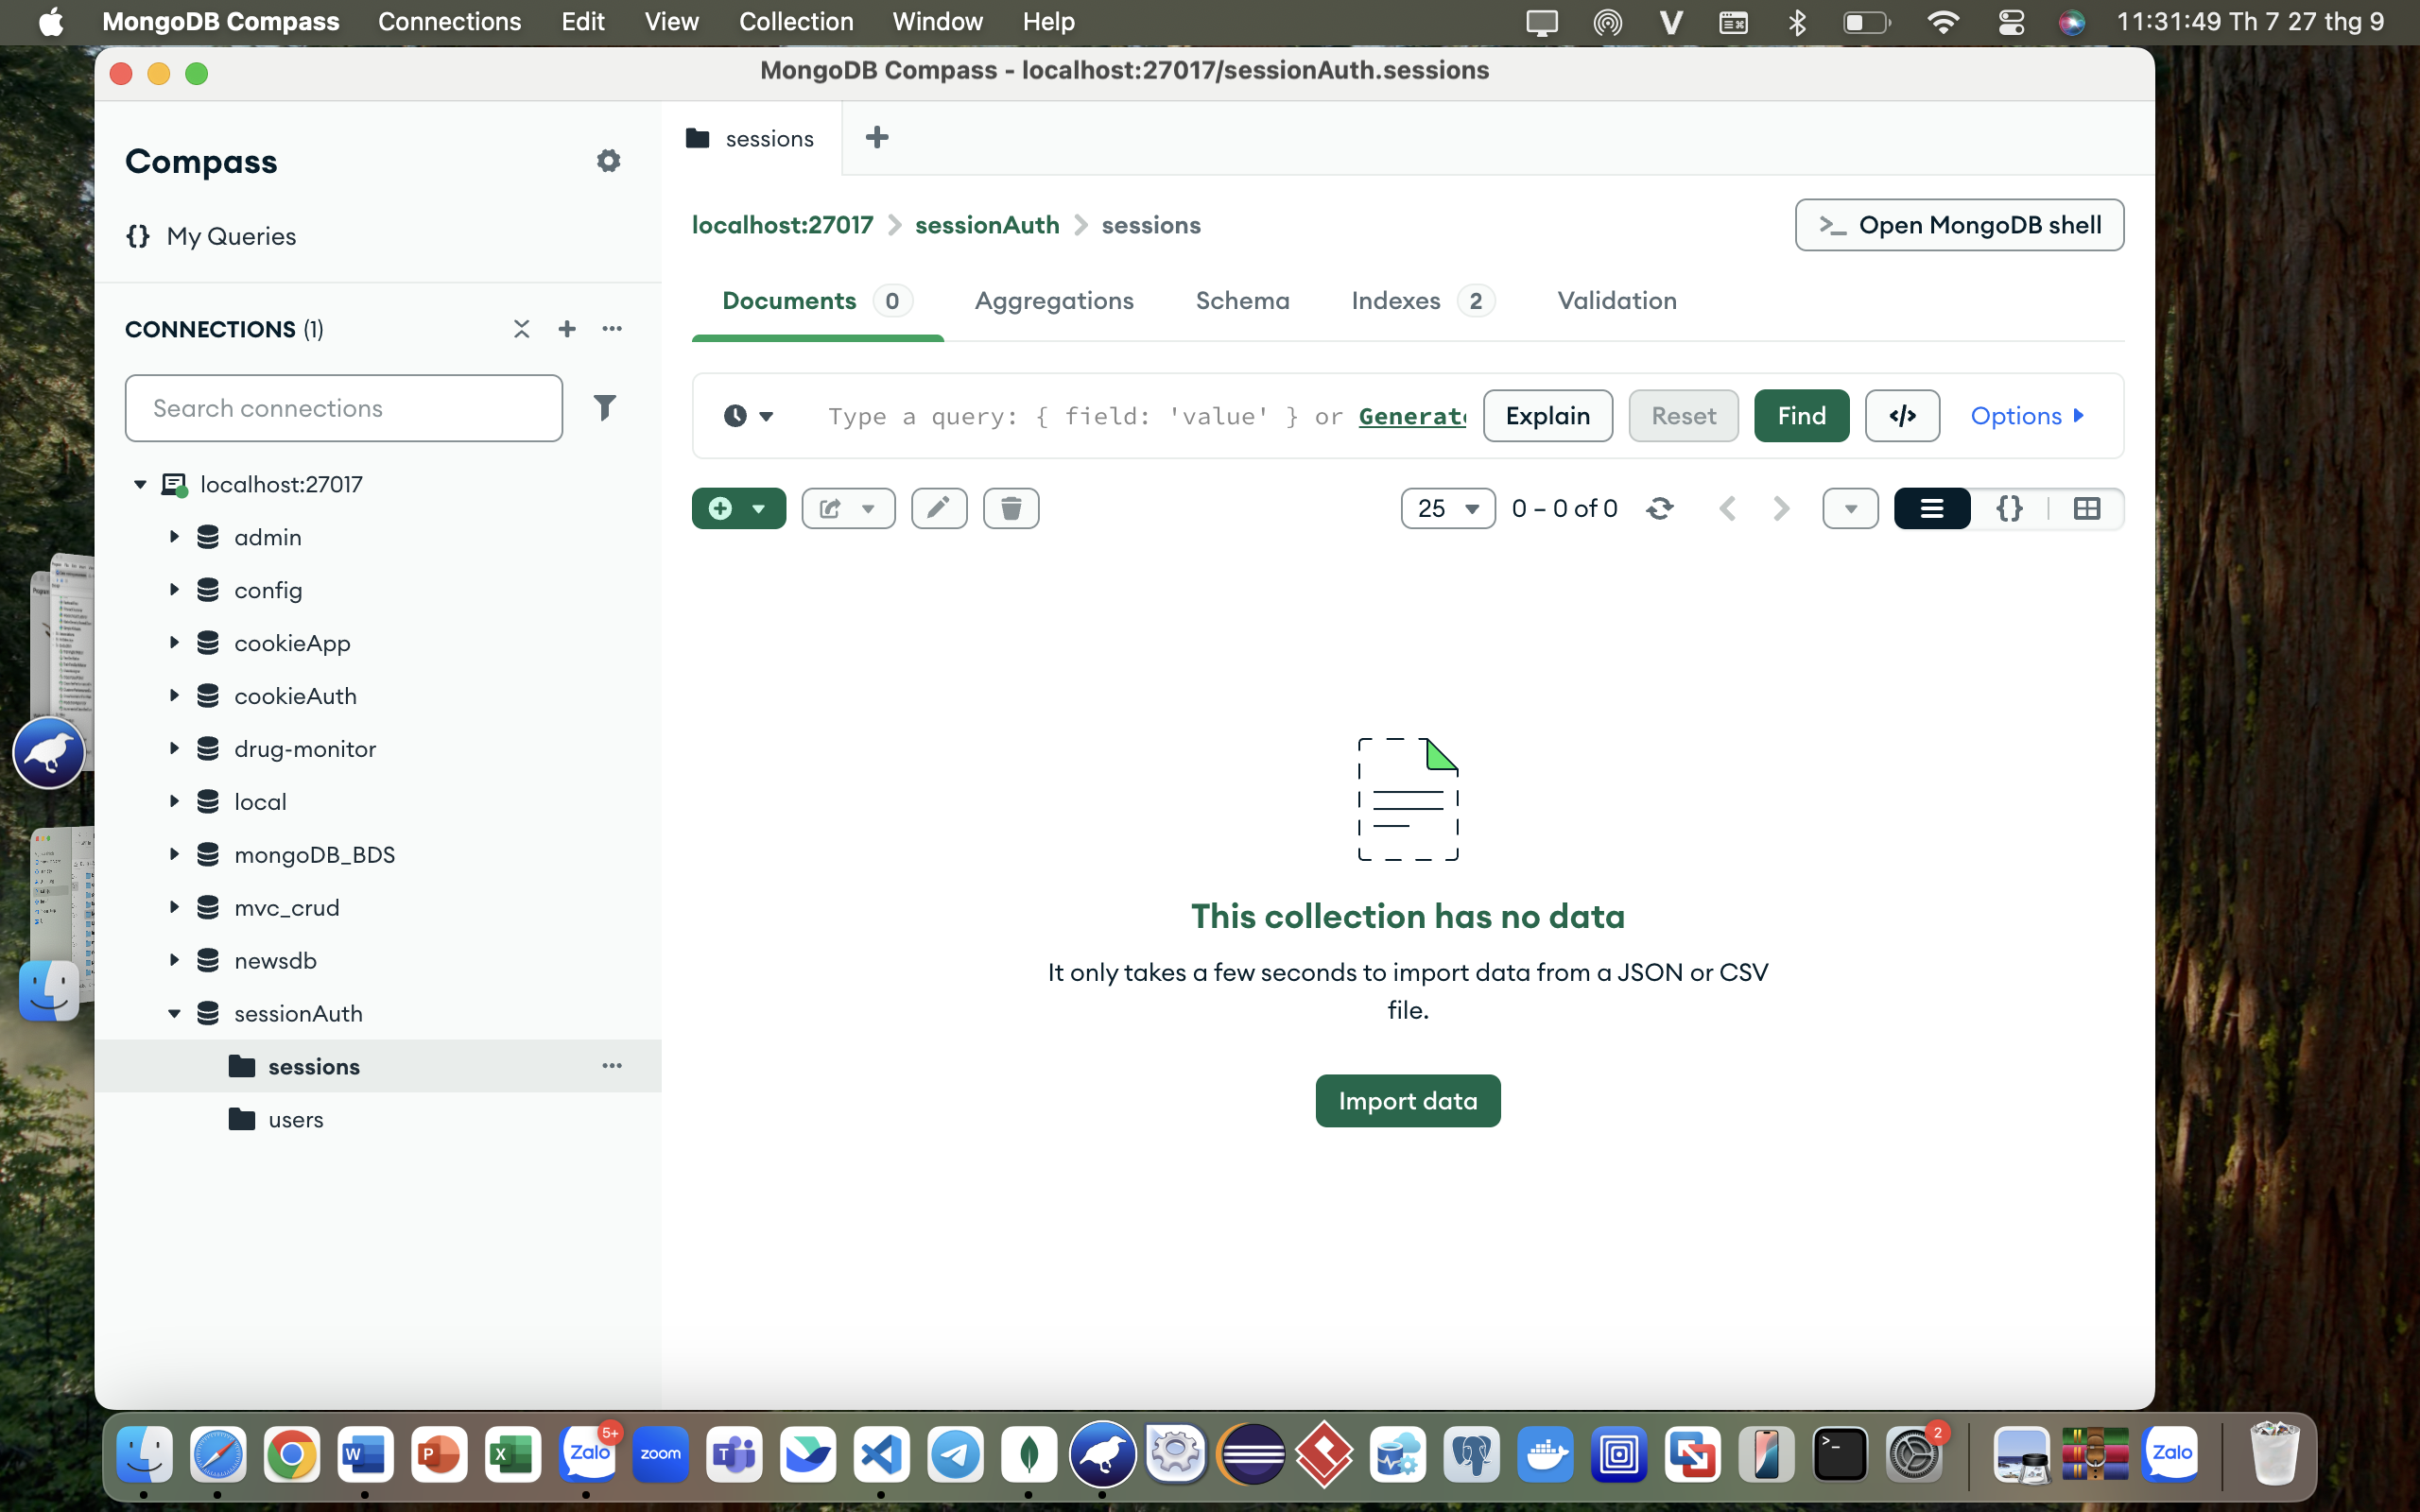 MongoDB Compass Connections Edit View Collection Window Help 11:31:49 Th 7 27 thg 9
MongoDB Compass - localhost:27017/sessionAuth.sessions
Compass
{} My Queries
CONNECTIONS (1)
Search connections
localhost:27017
admin
config
cookieApp
cookieAuth
drug-monitor
local
mongoDB_BDS
mvc_crud
newsdb
sessionAuth
sessions
users
sessions
localhost:27017 > sessionAuth > sessions
>_ Open MongoDB shell
Documents 0 Aggregations Schema Indexes 2 Validation
Type a query: { field: 'value' } or Generate Explain Reset Find </> Options
25 0 – 0 of 0 {}
This collection has no data
It only takes a few seconds to import data from a JSON or CSV
file.
Import data
W P X Zalo 5+ zoom T >_ 2 Zalo